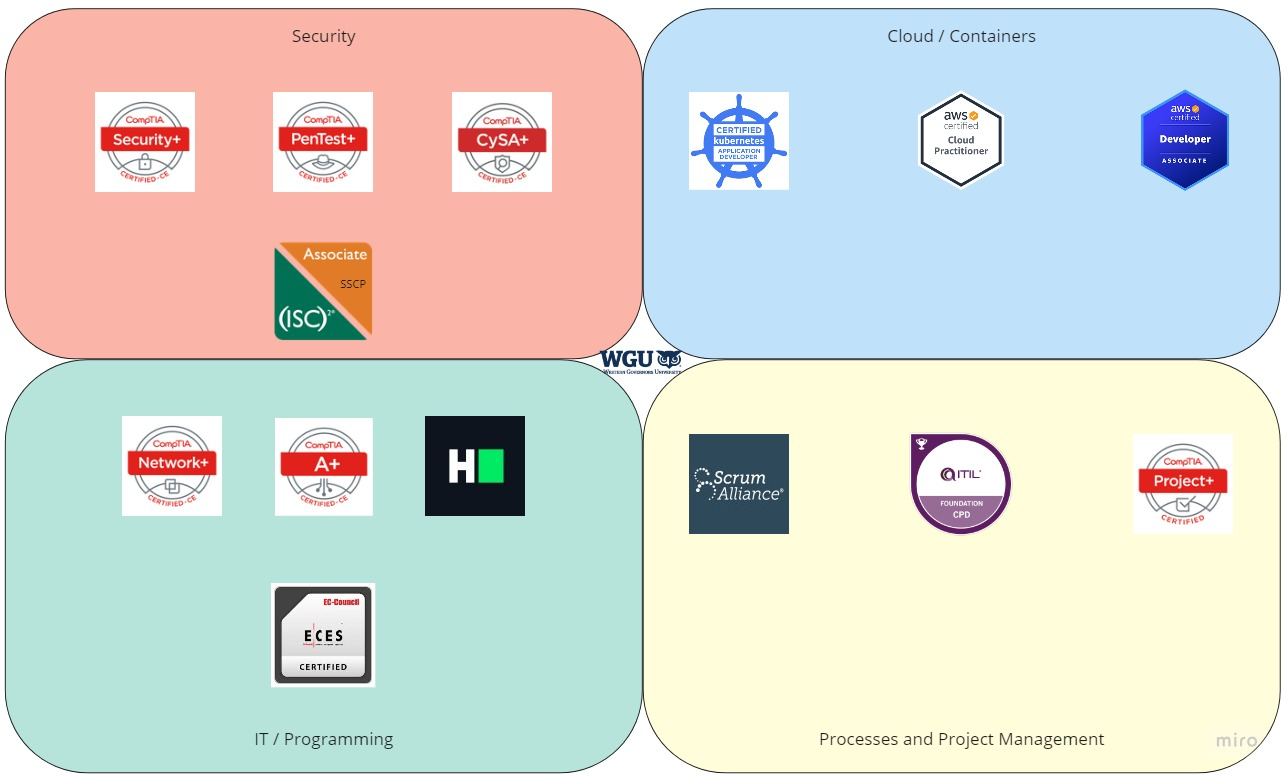 Security
CompTIA
Security+
CERTIFIED-CE
CompTIA
PenTest+
CERTIFIED-CE
CompTIA
CySA+
CERTIFIED-CE
Associate
SSCP
(ISC)²®
Cloud / Containers
CERTIFIED
kubernetes
APPLICATION
DEVELOPER
aws
certified
Cloud
Practitioner
aws
certified
Developer
ASSOCIATE
WGU
WESTERN GOVERNORS UNIVERSITY
CompTIA
Network+
CERTIFIED-CE
CompTIA
A+
CERTIFIED-CE
H
EC-Council
ECES
CERTIFIED
IT / Programming
Scrum
Alliance®
ITIL®
FOUNDATION
CPD
CompTIA
Project+
CERTIFIED
Processes and Project Management
miro